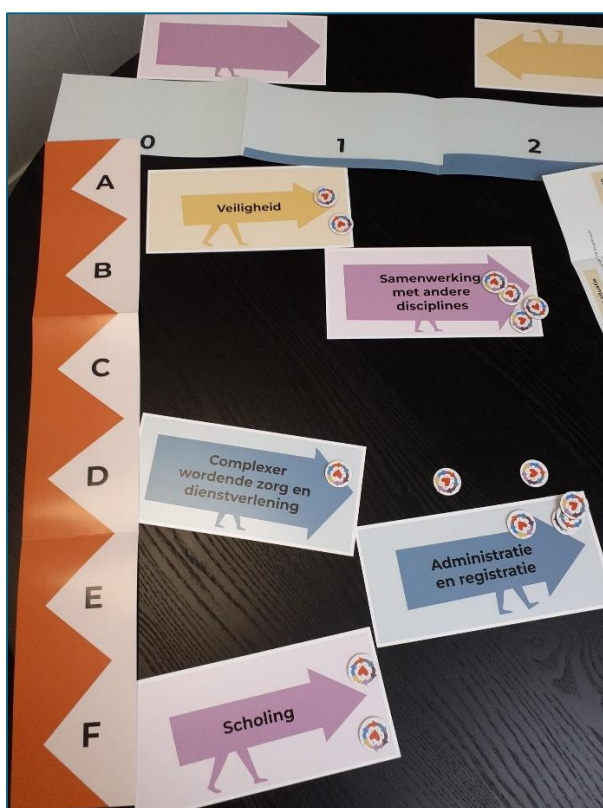 0
1
2
A
Veiligheid
B
Samenwerking
met andere
disciplines
C
Complexer
wordende zorg en
dienstverlening
D
Administratie
en registratie
E
Scholing
F